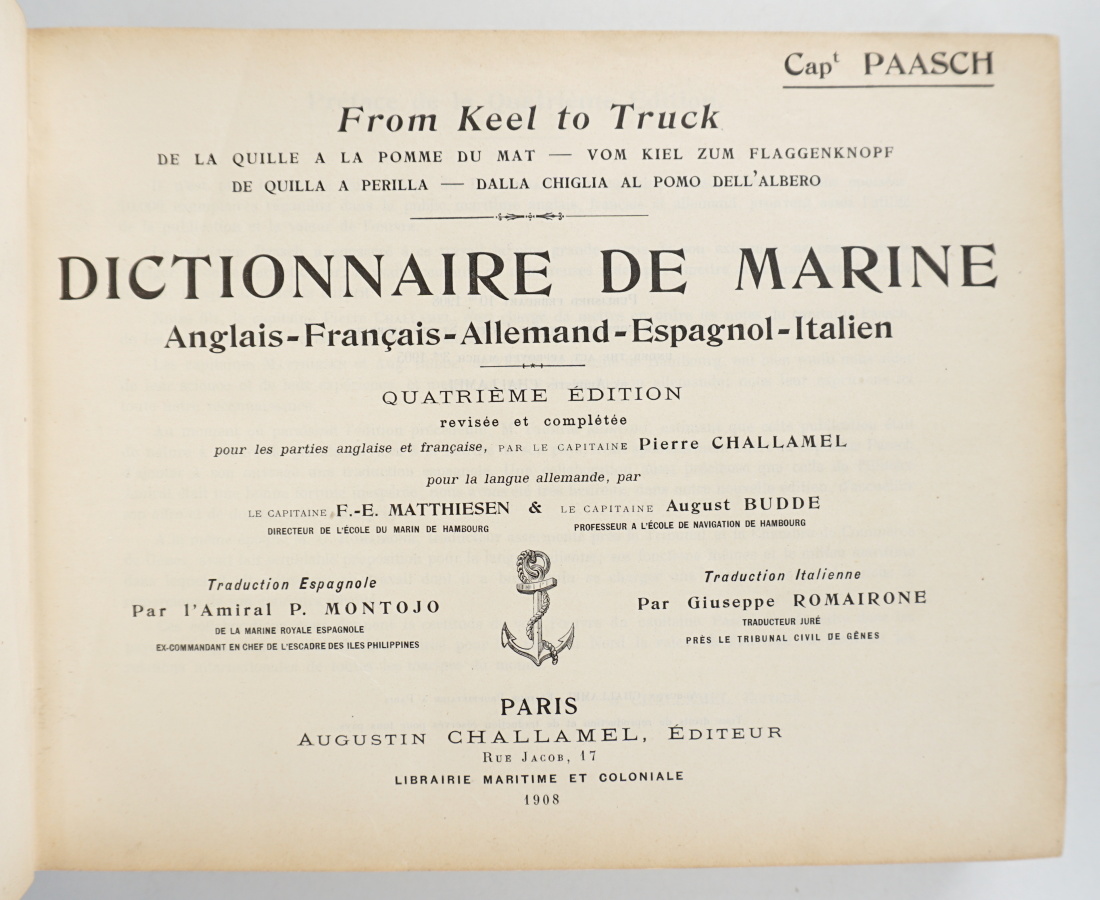 Capt PAASCH
From Keel to Truck
DE LA QUILLE A LA POMME DU MAT — VOM KIEL ZUM FLAGGENKNOPF
DE QUILLA A PERILLA — DALLA CHIGLIA AL POMO DELL'ALBERO
DICTIONNAIRE DE MARINE
Anglais-Français-Allemand-Espagnol-Italien
QUATRIÈME ÉDITION
revisée et complétée
pour les parties anglaise et française, PAR LE CAPITAINE Pierre CHALLAMEL
pour la langue allemande, par
LE CAPITAINE F.-E. MATTHIESEN & LE CAPITAINE August BUDDE
DIRECTEUR DE L'ÉCOLE DU MARIN DE HAMBOURG PROFESSEUR A L'ÉCOLE DE NAVIGATION DE HAMBOURG
Traduction Espagnole
Par l'Amiral P. MONTOJO
DE LA MARINE ROYALE ESPAGNOLE
EX-COMMANDANT EN CHEF DE L'ESCADRE DES ILES PHILIPPINES
Traduction Italienne
Par Giuseppe ROMAIRONE
TRADUCTEUR JURÉ
PRÈS LE TRIBUNAL CIVIL DE GÊNES
PARIS
AUGUSTIN CHALLAMEL, ÉDITEUR
RUE JACOB, 17
LIBRAIRIE MARITIME ET COLONIALE
1908